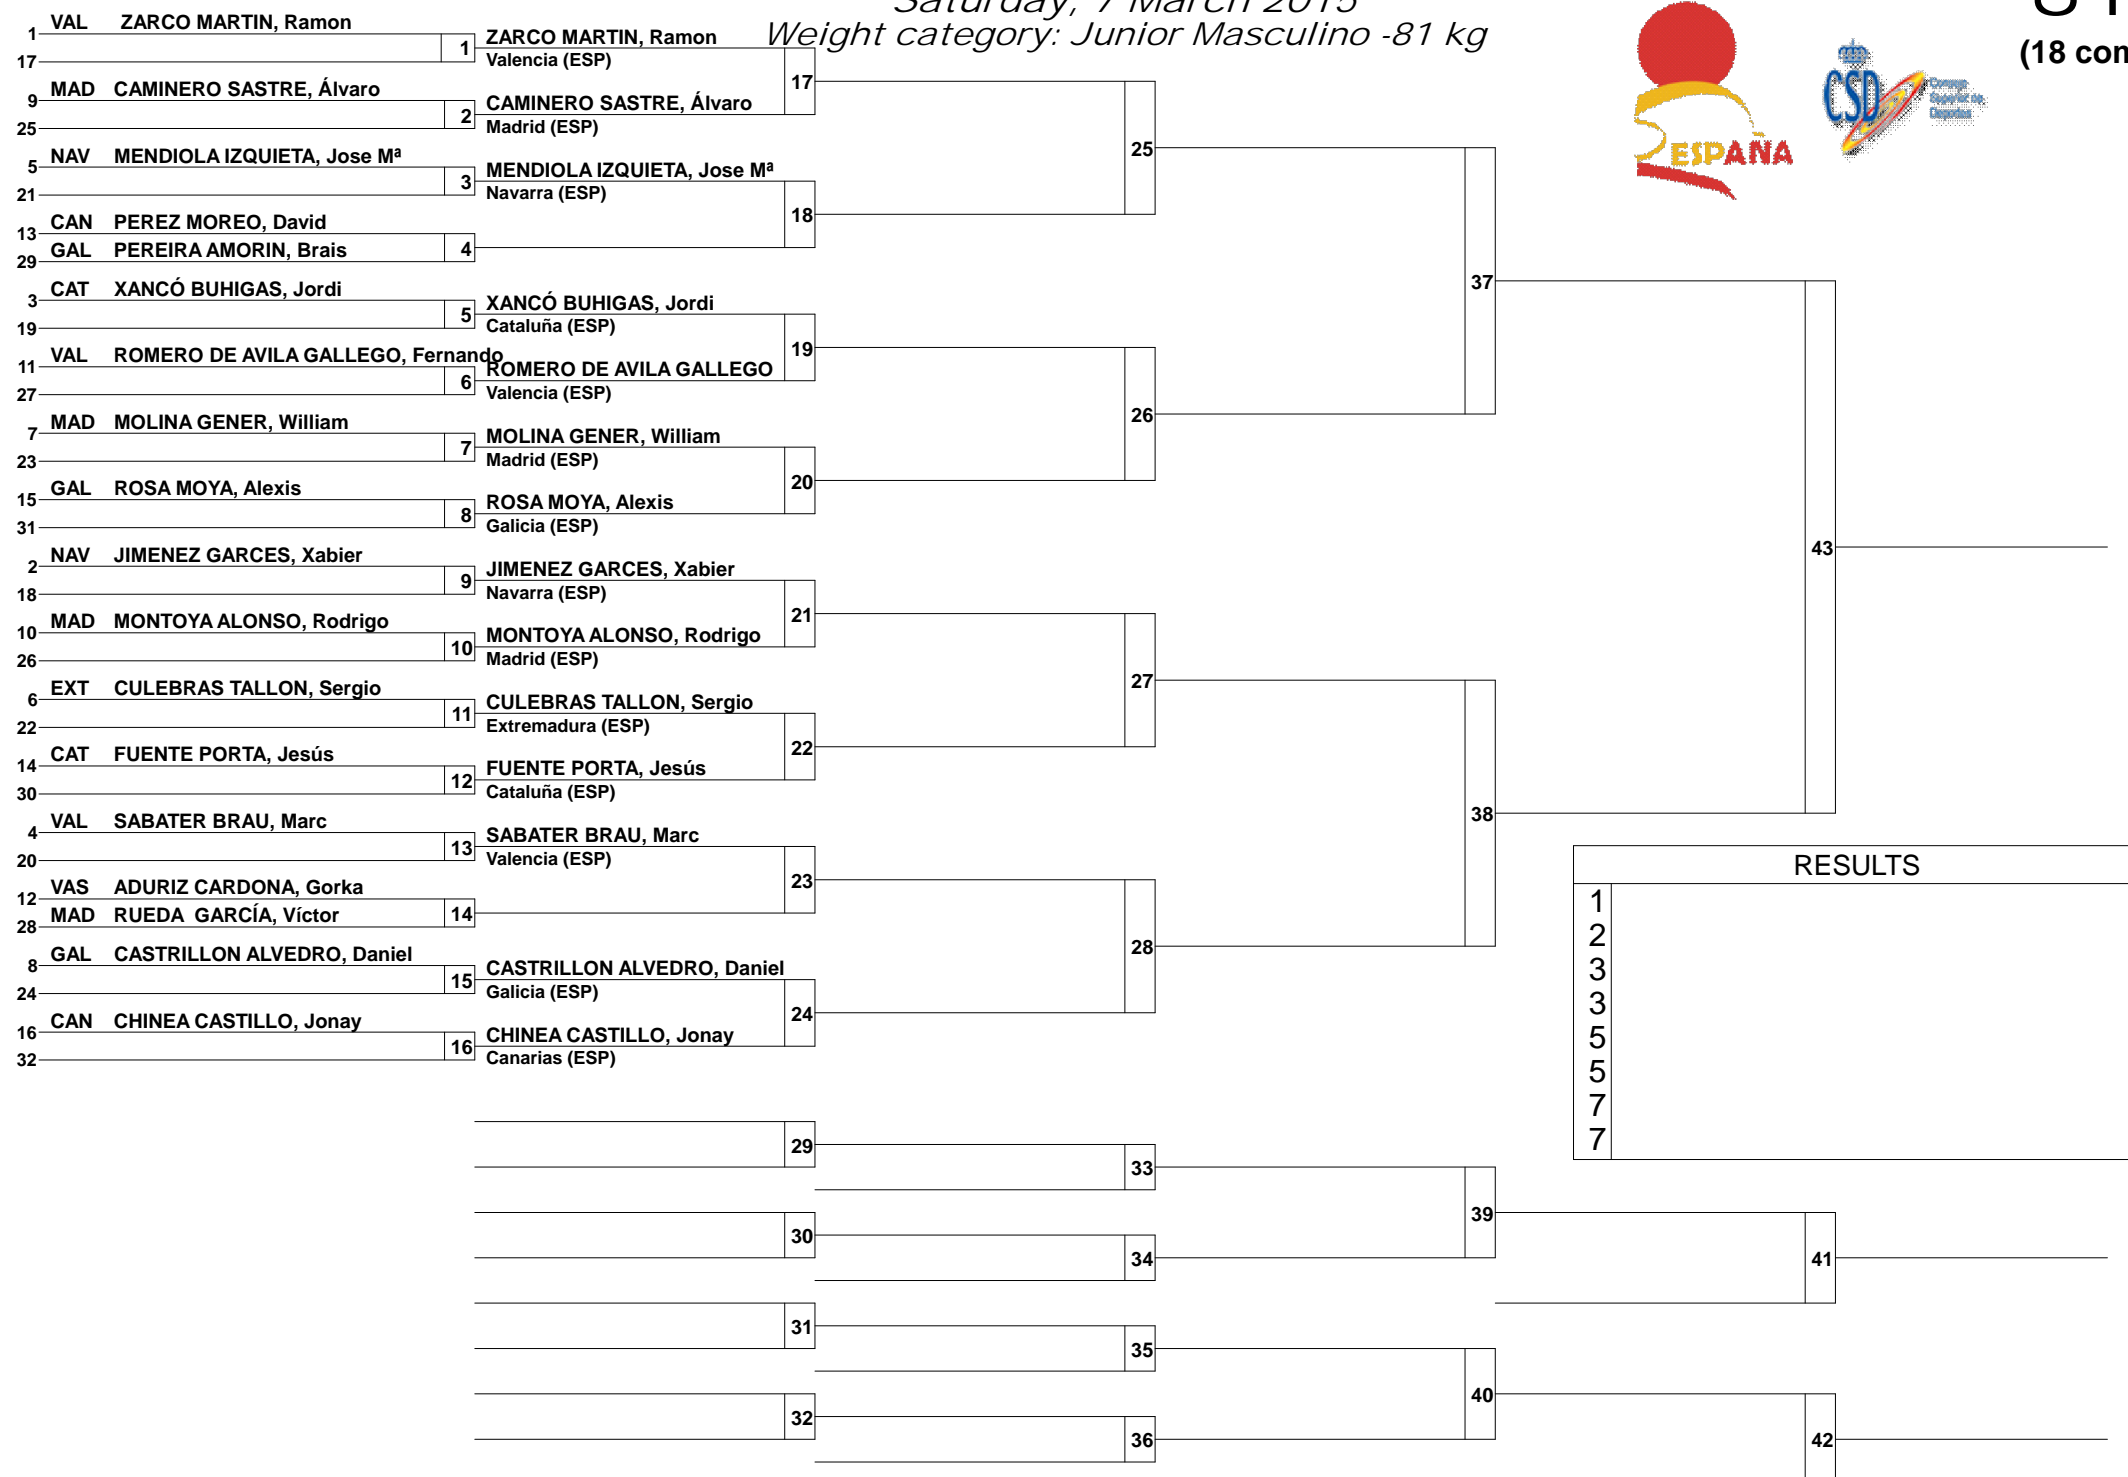 Saturday, 7 March 2015
Weight category: Junior Masculino -81 kg
(18 con
ESPAÑA
CSD
Consejo
Superior de
Deportes
1 VAL ZARCO MARTIN, Ramon
17
1 ZARCO MARTIN, Ramon
Valencia (ESP)
9 MAD CAMINERO SASTRE, Álvaro
25
2 CAMINERO SASTRE, Álvaro
Madrid (ESP)
17
5 NAV MENDIOLA IZQUIETA, Jose Mª
21
3 MENDIOLA IZQUIETA, Jose Mª
Navarra (ESP)
13 CAN PEREZ MOREO, David
29 GAL PEREIRA AMORIN, Brais
4
18
25
3 CAT XANCÓ BUHIGAS, Jordi
19
5 XANCÓ BUHIGAS, Jordi
Cataluña (ESP)
11 VAL ROMERO DE AVILA GALLEGO, Fernando
27
6 ROMERO DE AVILA GALLEGO
Valencia (ESP)
19
7 MAD MOLINA GENER, William
23
7 MOLINA GENER, William
Madrid (ESP)
15 GAL ROSA MOYA, Alexis
31
8 ROSA MOYA, Alexis
Galicia (ESP)
20
26
37
2 NAV JIMENEZ GARCES, Xabier
18
9 JIMENEZ GARCES, Xabier
Navarra (ESP)
10 MAD MONTOYA ALONSO, Rodrigo
26
10 MONTOYA ALONSO, Rodrigo
Madrid (ESP)
21
6 EXT CULEBRAS TALLON, Sergio
22
11 CULEBRAS TALLON, Sergio
Extremadura (ESP)
14 CAT FUENTE PORTA, Jesús
30
12 FUENTE PORTA, Jesús
Cataluña (ESP)
22
27
43
4 VAL SABATER BRAU, Marc
20
13 SABATER BRAU, Marc
Valencia (ESP)
12 VAS ADURIZ CARDONA, Gorka
28 MAD RUEDA GARCÍA, Víctor
14
23
8 GAL CASTRILLON ALVEDRO, Daniel
24
15 CASTRILLON ALVEDRO, Daniel
Galicia (ESP)
16 CAN CHINEA CASTILLO, Jonay
32
16 CHINEA CASTILLO, Jonay
Canarias (ESP)
24
28
38
RESULTS
1
2
3
3
5
5
7
7
29
33
30
34
39
41
31
35
32
36
40
42